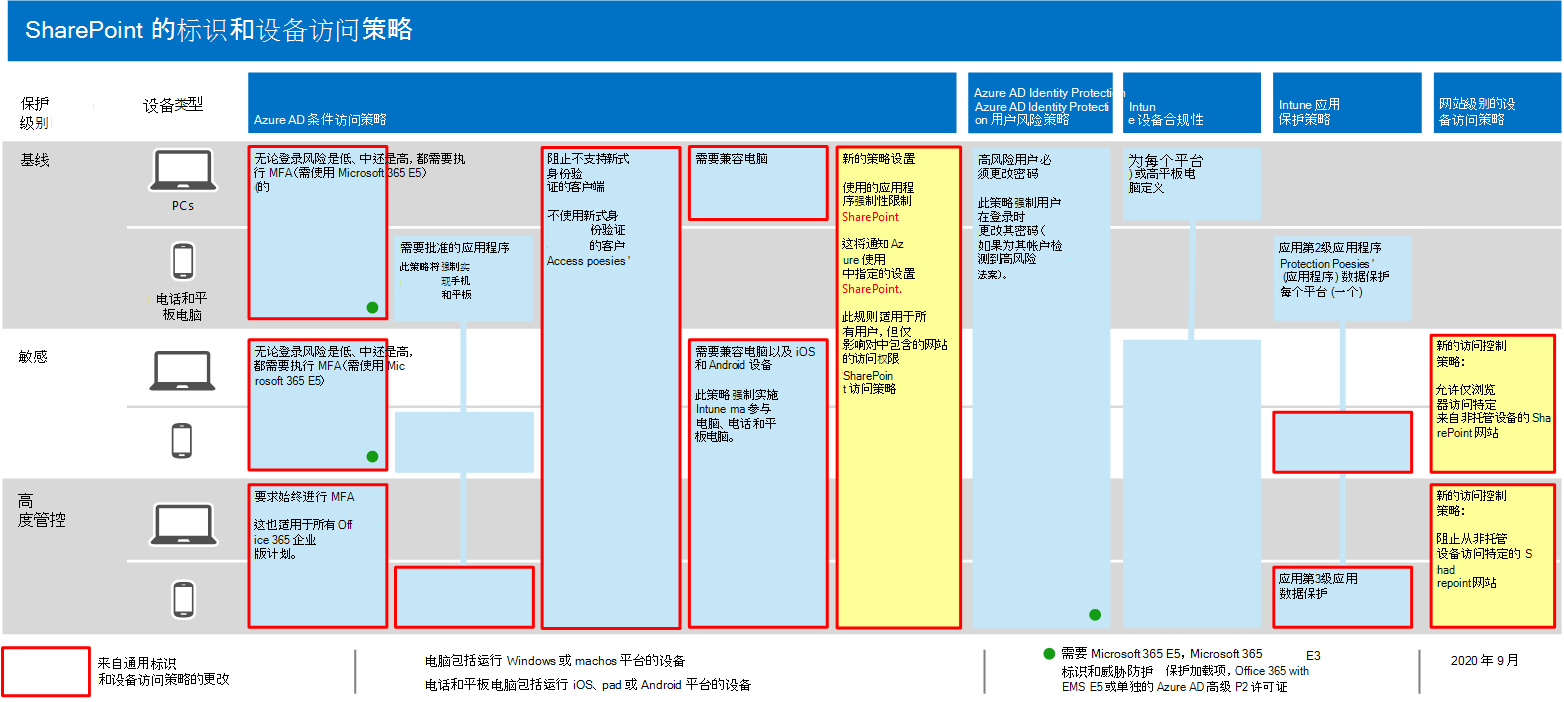 SharePoint 的标识和设备访问策略
保护
级别
设备类型
Azure AD 条件访问策略
Azure AD Identity Protection
Azure AD Identity Protecti
on 用户风险策略
Intun
e 设备合规性
Intune 应用
保护策略
网站级别的设
备访问策略
基线
PCs
电话和平
板电脑
无论登录风险是低、中还是高, 都需要执
行 MFA（需使用 Microsoft 365 E5）
(的
需要批准的应用程序
此策略将强制实
现手机
和平板
阻止不支持新式
身份验
证的客户端
不使用新式身
份验证
的客户
Access poesies '
需要兼容电脑
新的策略设置
使用的应用程
序强制性限制
SharePoint
这将通知 Az
ure 使用
中指定的设置
SharePoint.
此规则适用于所
有用户, 但仅
影响对中包含的网站
的访问权限
SharePoin
t 访问策略
高风险用户必
须更改密码
此策略强制用户
在登录时
更改其密码（
如果为其帐户检
测到高风险
法案）。
为每个平台
) 或高平板电
脑定义
应用第2级应用程序
Protection Poesies '
(应用程序) 数据保护
每个平台 (一个)
敏感
无论登录风险是低、中还是高,
都需要执行 MFA（需使用 Mic
rosoft 365 E5）
需要兼容电脑以及 iOS
和 Android 设备
此策略强制实施
Intune ma 参与
电脑、电话和平
板电脑。
新的访问控制
策略：
允许仅浏览
器访问特定
来自非托管设备的 Sha
rePoint 网站
高
度管控
要求始终进行 MFA
这也适用于所有 Off
ice 365 企业
版计划。
应用第3级应用
数据保护
新的访问控制
策略：
阻止从非托管
设备访问特定的 S
had
repoint 网站
来自通用标识
和设备访问策略的更改
电脑包括运行 Windows 或 machos 平台的设备
电话和平板电脑包括运行 iOS、pad 或 Android 平台的设备
需要 Microsoft 365 E5，Microsoft 365 E3
标识和威胁防护 保护加载项，Office 365 with
EMS E5 或单独的 Azure AD 高级 P2 许可证
2020 年 9 月